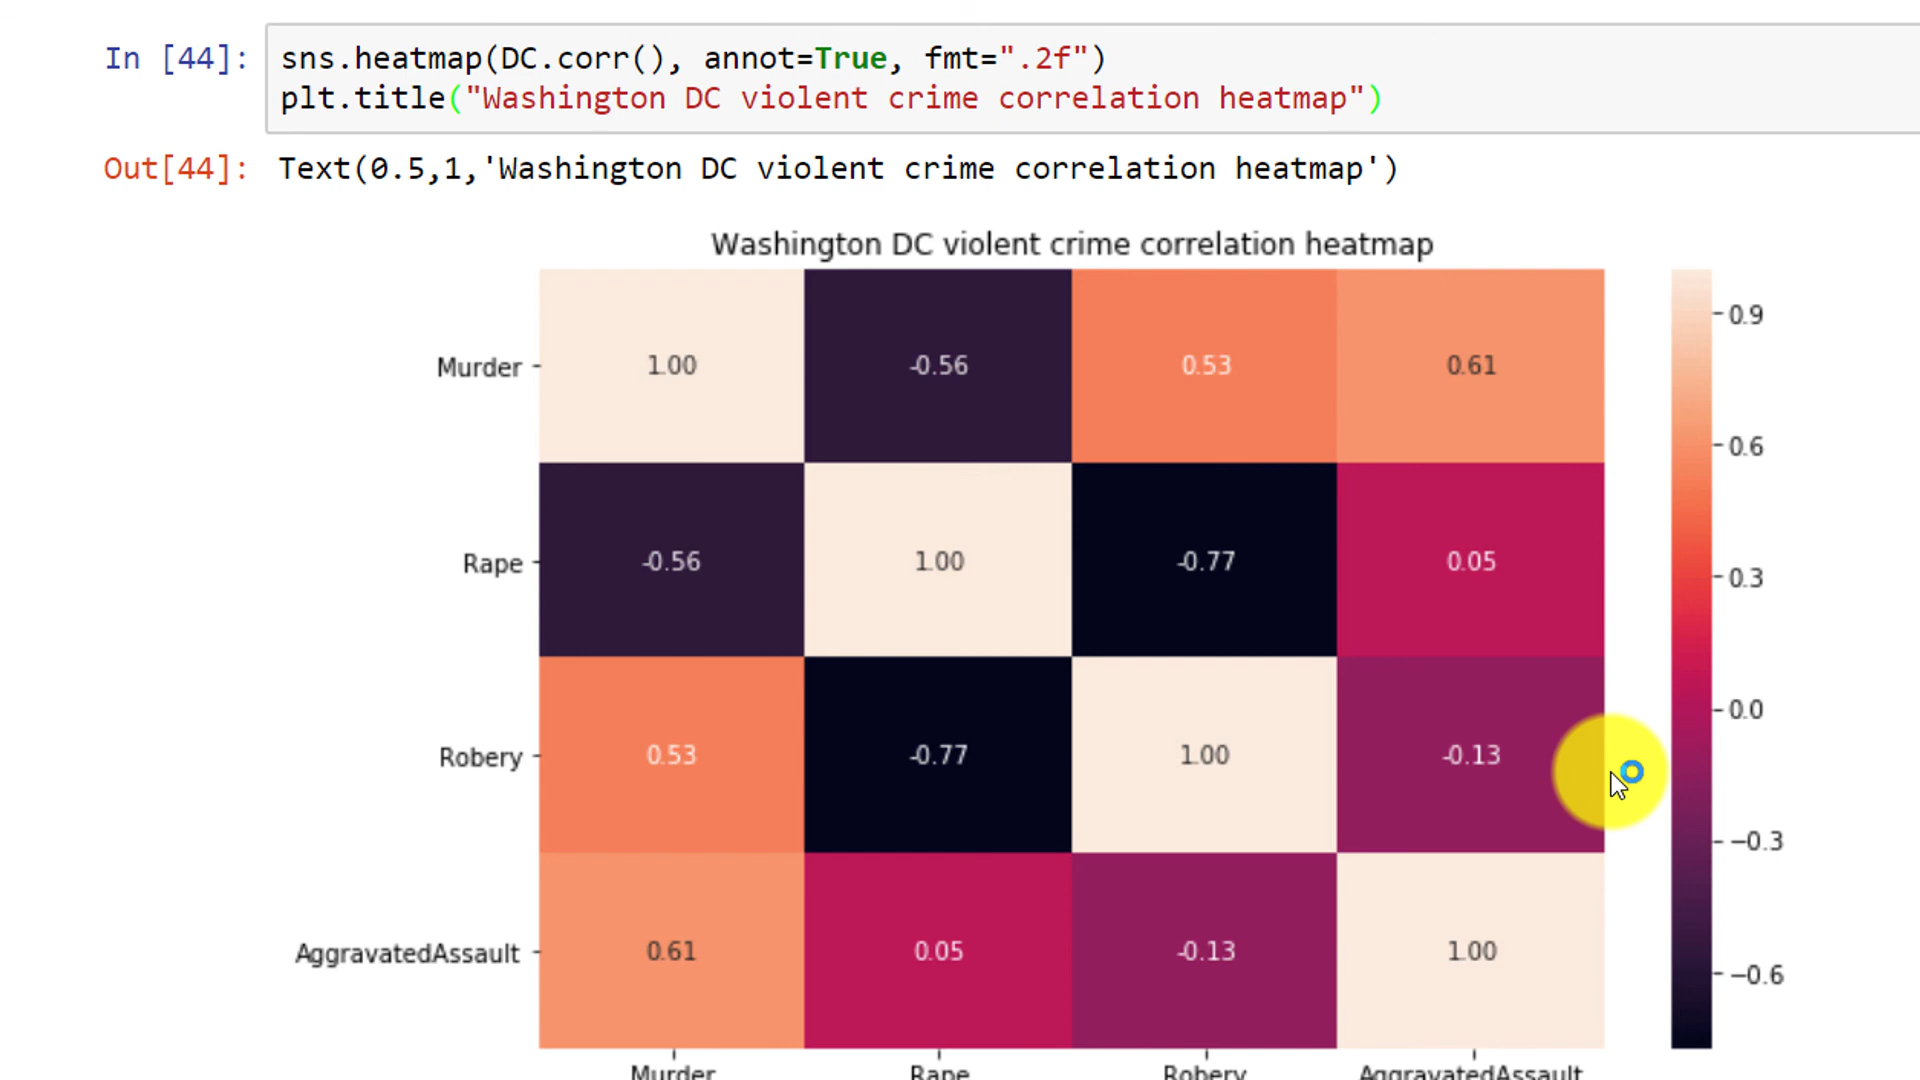 In [44]: sns.heatmap(DC.corr(), annot=True, fmt=".2f")
plt.title("Washington DC violent crime correlation heatmap")
Out[44]: Text(0.5,1,'Washington DC violent crime correlation heatmap')
Washington DC violent crime correlation heatmap
Murder 1.00 -0.56 0.53 0.61
Rape -0.56 1.00 -0.77 0.05
Robery 0.53 -0.77 1.00 -0.13
AggravatedAssault 0.61 0.05 -0.13 1.00
Murder Rape Robery AggravatedAssault
0.9
0.6
0.3
0.0
−0.3
−0.6